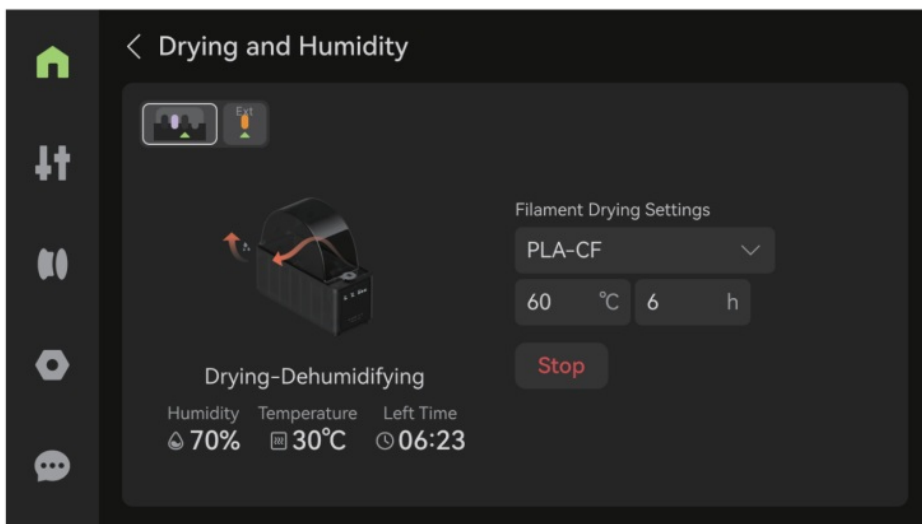 Drying and Humidity
Ext
Filament Drying Settings
PLA-CF
60 °C 6 h
Stop
Drying-Dehumidifying
Humidity Temperature Left Time
70% 30°C 06:23